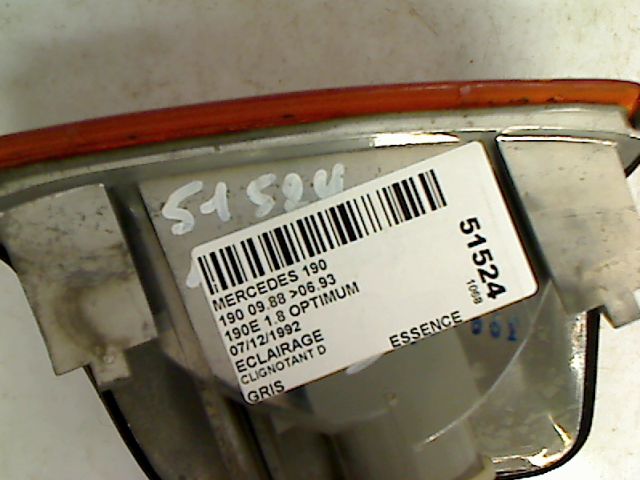 51524
MERCEDES 190
190 09.88 >06.93
190E 1.8 OPTIMUM
07/12/1992
ECLAIRAGE
CLIGNOTANT D
ESSENCE
GRIS
51524
1068